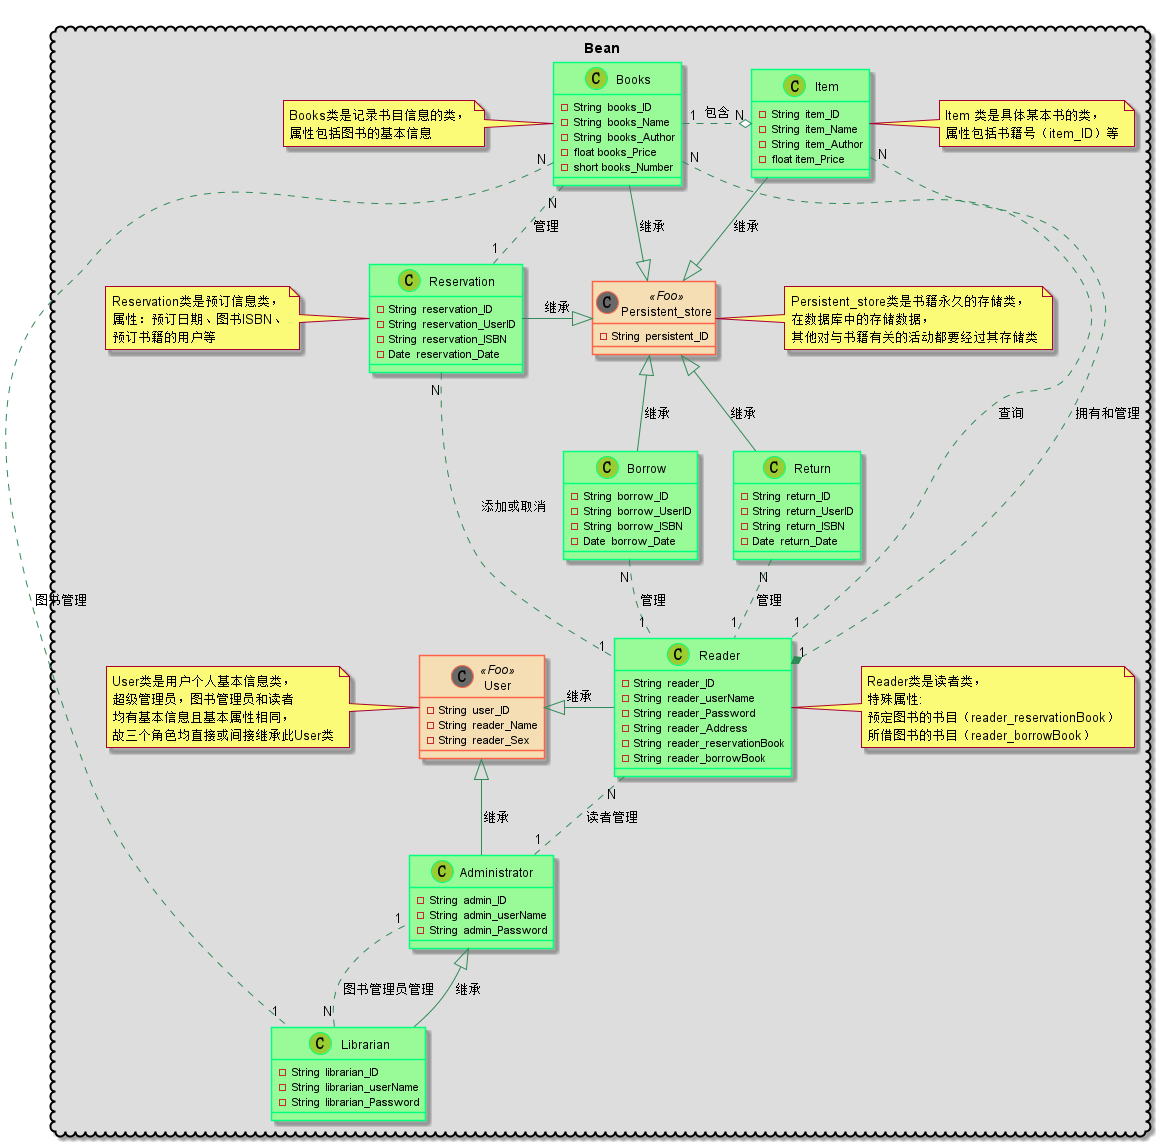 Bean
C Books
String books_ID
String books_Name
String books_Author
float books_Price
short books_Number
Books类是记录书目信息的类，
属性包括图书的基本信息
1 包含 N
C Item
String item_ID
String item_Name
String item_Author
float item_Price
Item 类是具体某本书的类，
属性包括书籍号（item_ID）等
N
N
N
N
管理
1
继承
继承
C Reservation
String reservation_ID
String reservation_UserID
String reservation_ISBN
Date reservation_Date
Reservation类是预订信息类，
属性：预订日期、图书ISBN、
预订书籍的用户等
继承
«Foo»
C Persistent_store
String persistent_ID
Persistent_store类是书籍永久的存储类，
在数据库中的存储数据，
其他对与书籍有关的活动都要经过其存储类
N
继承
继承
查询
拥有和管理
C Borrow
String borrow_ID
String borrow_UserID
String borrow_ISBN
Date borrow_Date
C Return
String return_ID
String return_UserID
String return_ISBN
Date return_Date
添加或取消
图书管理
N
管理
1
N
管理
1
1
1
1
C Reader
String reader_ID
String reader_userName
String reader_Password
String reader_Address
String reader_reservationBook
String reader_borrowBook
User类是用户个人基本信息类，
超级管理员，图书管理员和读者
均有基本信息且基本属性相同，
故三个角色均直接或间接继承此User类
«Foo»
C User
String user_ID
String reader_Name
String reader_Sex
继承
Reader类是读者类，
特殊属性:
预定图书的书目（reader_reservationBook）
所借图书的书目（reader_borrowBook）
继承
N
读者管理
1
C Administrator
String admin_ID
String admin_userName
String admin_Password
1
图书管理员管理
N
继承
1
C Librarian
String librarian_ID
String librarian_userName
String librarian_Password